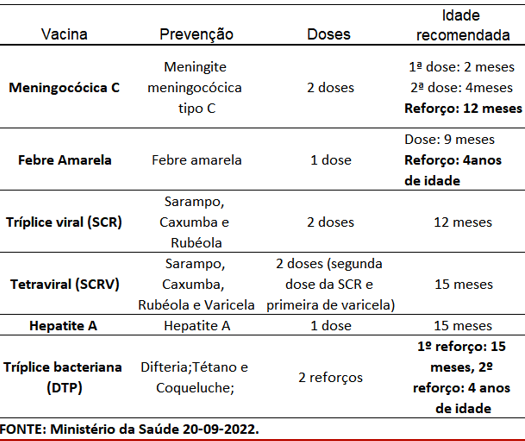 Vacina Prevenção Doses Idade recomendada
Meningocócica C Meningite meningocócica tipo C 2 doses 1ª dose: 2 meses 2ª dose: 4meses Reforço: 12 meses
Febre Amarela Febre amarela 1 dose Dose: 9 meses Reforço: 4anos de idade
Tríplice viral (SCR) Sarampo, Caxumba e Rubéola 2 doses 12 meses
Tetraviral (SCRV) Sarampo, Caxumba, Rubéola e Varicela 2 doses (segunda dose da SCR e primeira de varicela) 15 meses
Hepatite A Hepatite A 1 dose 15 meses
Tríplice bacteriana (DTP) Difteria;Tétano e Coqueluche; 2 reforços 1º reforço: 15 meses, 2º reforço: 4 anos de idade
FONTE: Ministério da Saúde 20-09-2022.